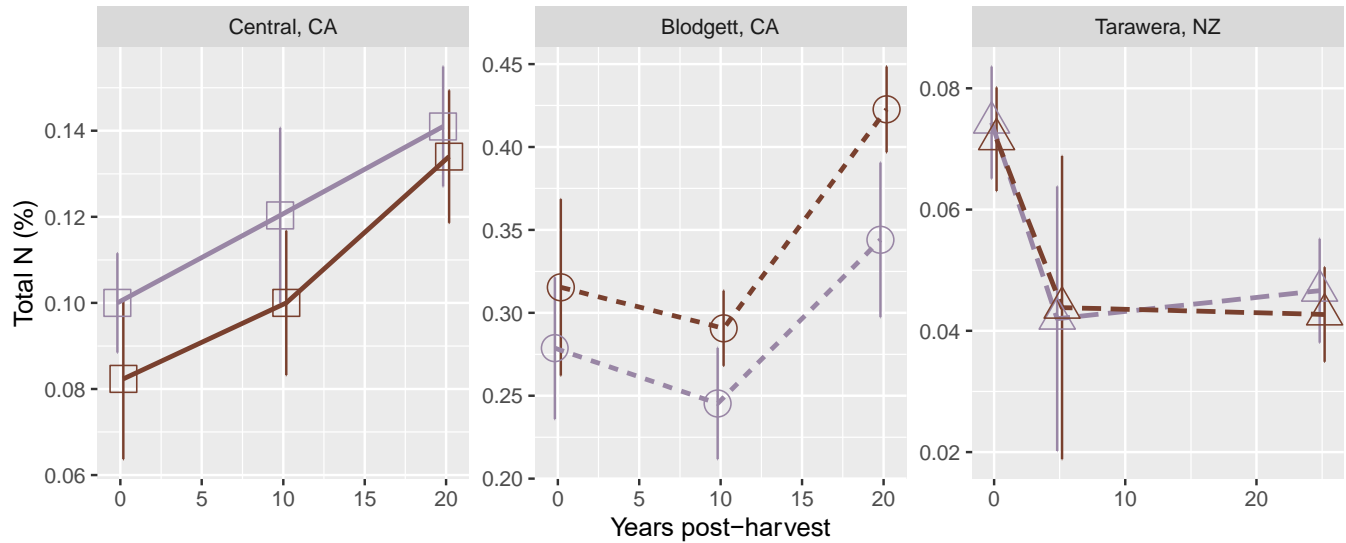 Central, CA
Blodgett, CA
Tarawera, NZ
Total N (%)
0.14
0.12
0.10
0.08
0.06
0.45
0.40
0.35
0.30
0.25
0.20
0.08
0.06
0.04
0.02
0 5 10 15 20
0 5 10 15 20
0 10 20
Years post−harvest